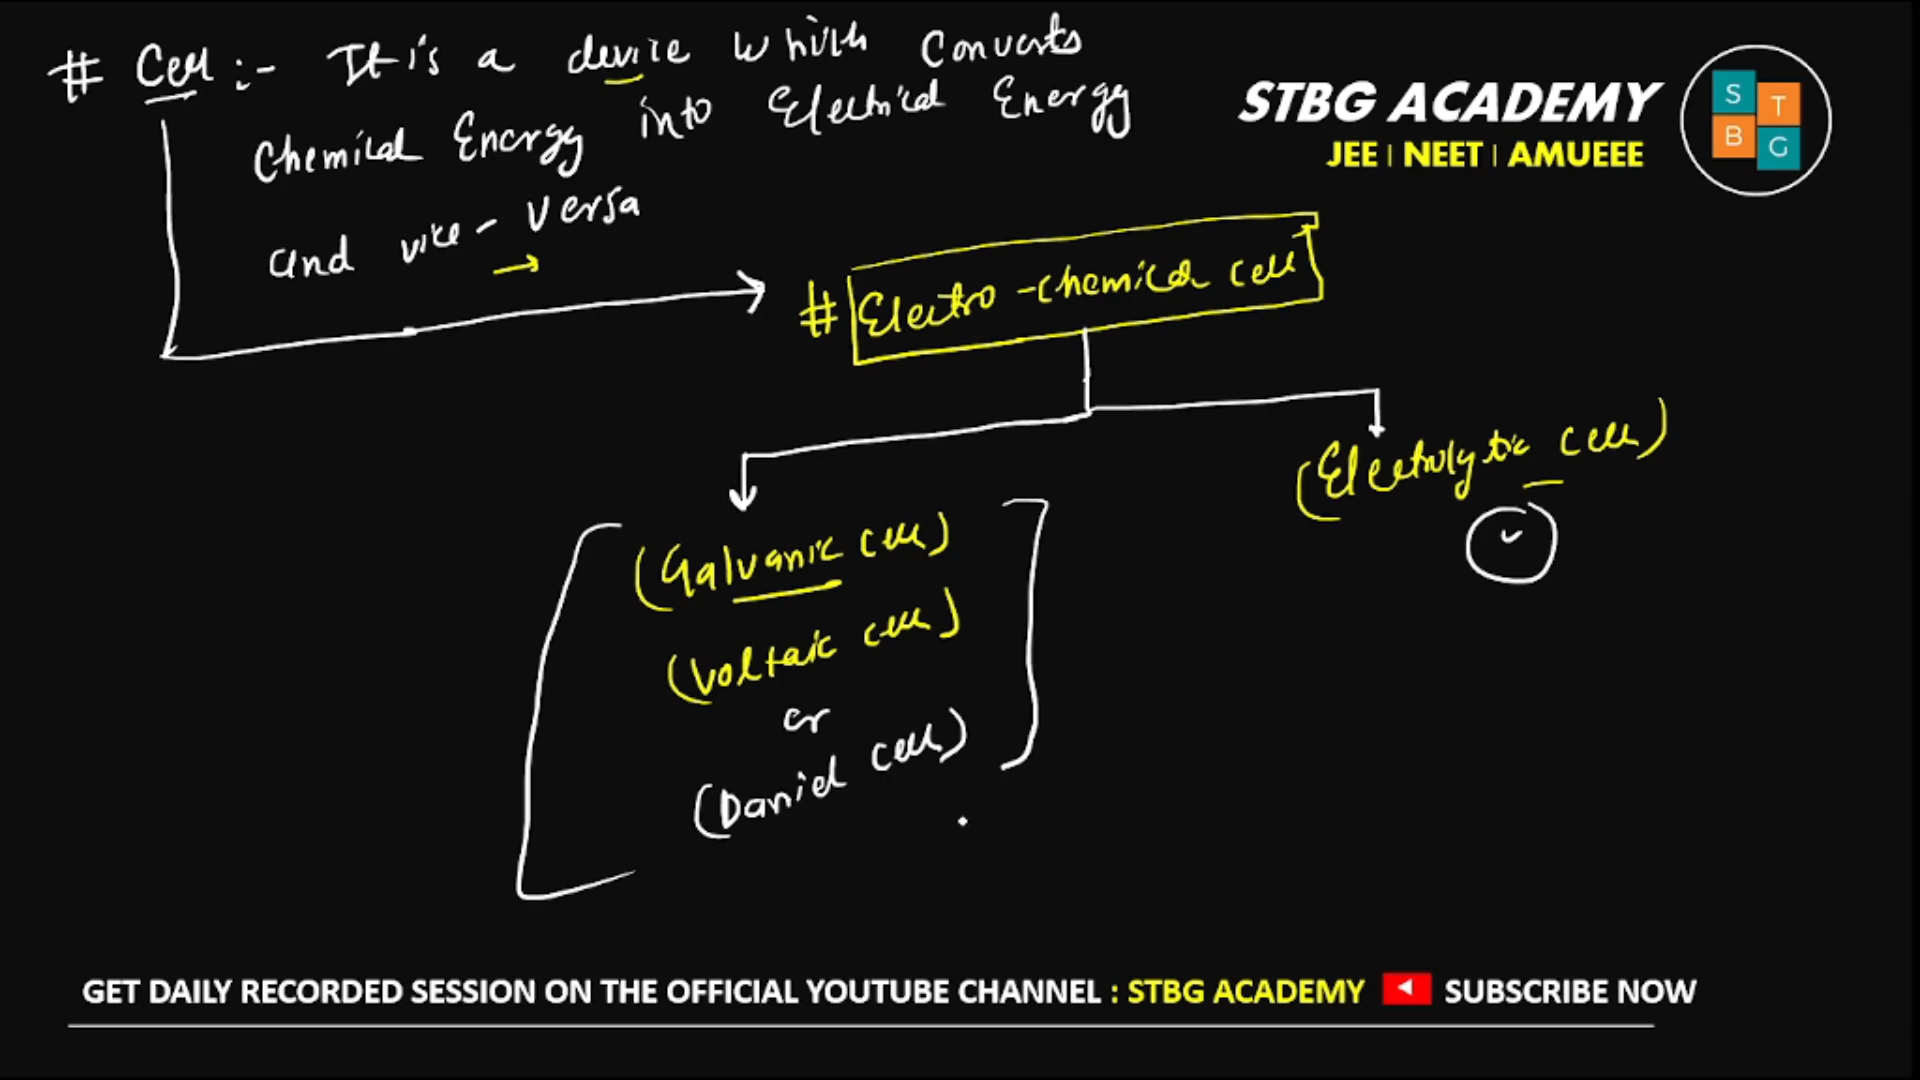 # Cell :- It is a device which converts
Chemical Energy into Electrical Energy
and vice - versa
STBG ACADEMY
JEE | NEET | AMUEEE
S T
B G
# Electro - chemical cell
(Electrolytic cell)
(Galvanic cell)
(Voltaic cell)
or
(Daniel cell)
GET DAILY RECORDED SESSION ON THE OFFICIAL YOUTUBE CHANNEL : STBG ACADEMY SUBSCRIBE NOW